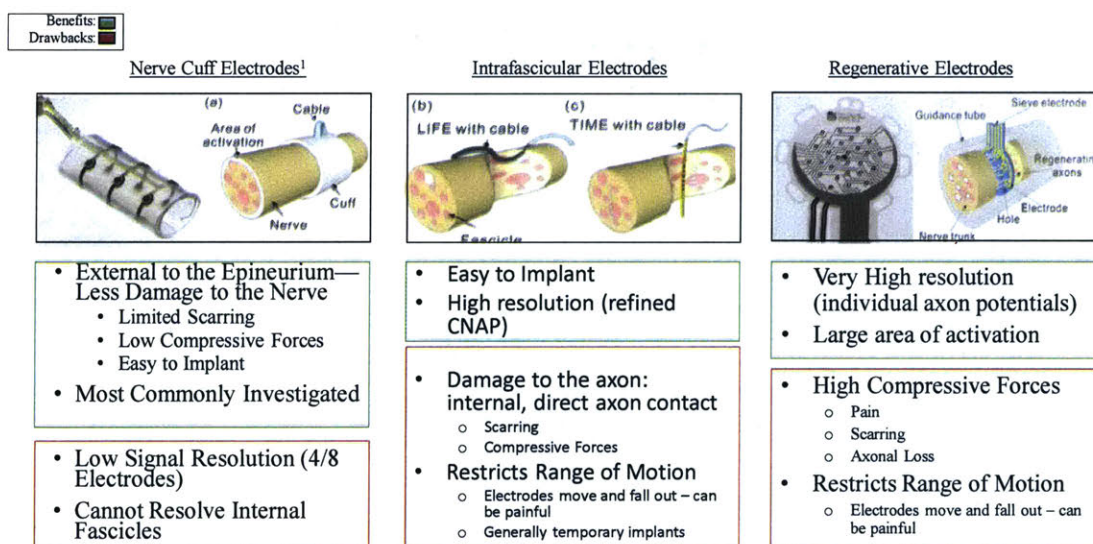 Benefits:
Drawbacks:
Nerve Cuff Electrodes¹
(a)
Cable
Area of
activation
Cuff
Nerve
External to the Epineurium—
Less Damage to the Nerve
Limited Scarring
Low Compressive Forces
Easy to Implant
Most Commonly Investigated
Low Signal Resolution (4/8
Electrodes)
Cannot Resolve Internal
Fascicles
Intrafascicular Electrodes
(b)
(c)
LIFE with cable
TIME with cable
Fascicle
Easy to Implant
High resolution (refined
CNAP)
Damage to the axon:
internal, direct axon contact
Scarring
Compressive Forces
Restricts Range of Motion
Electrodes move and fall out – can
be painful
Generally temporary implants
Regenerative Electrodes
Sieve electrode
Guidance tube
Regenerating
axons
Electrode
Hole
Nerve trunk
Very High resolution
(individual axon potentials)
Large area of activation
High Compressive Forces
Pain
Scarring
Axonal Loss
Restricts Range of Motion
Electrodes move and fall out – can
be painful